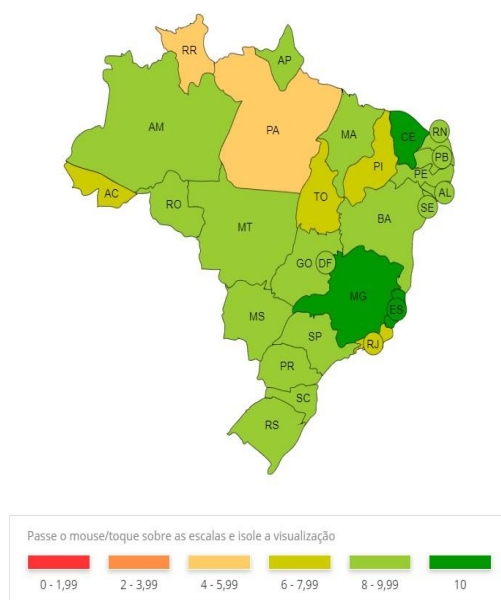 RR
AP
AM
PA
MA
CE
RN
PB
PI
PE
AC
TO
AL
RO
SE
BA
MT
GO
DF
MG
ES
MS
SP
RJ
PR
SC
RS
Passe o mouse/toque sobre as escalas e isole a visualização
0 - 1,99
2 - 3,99
4 - 5,99
6 - 7,99
8 - 9,99
10